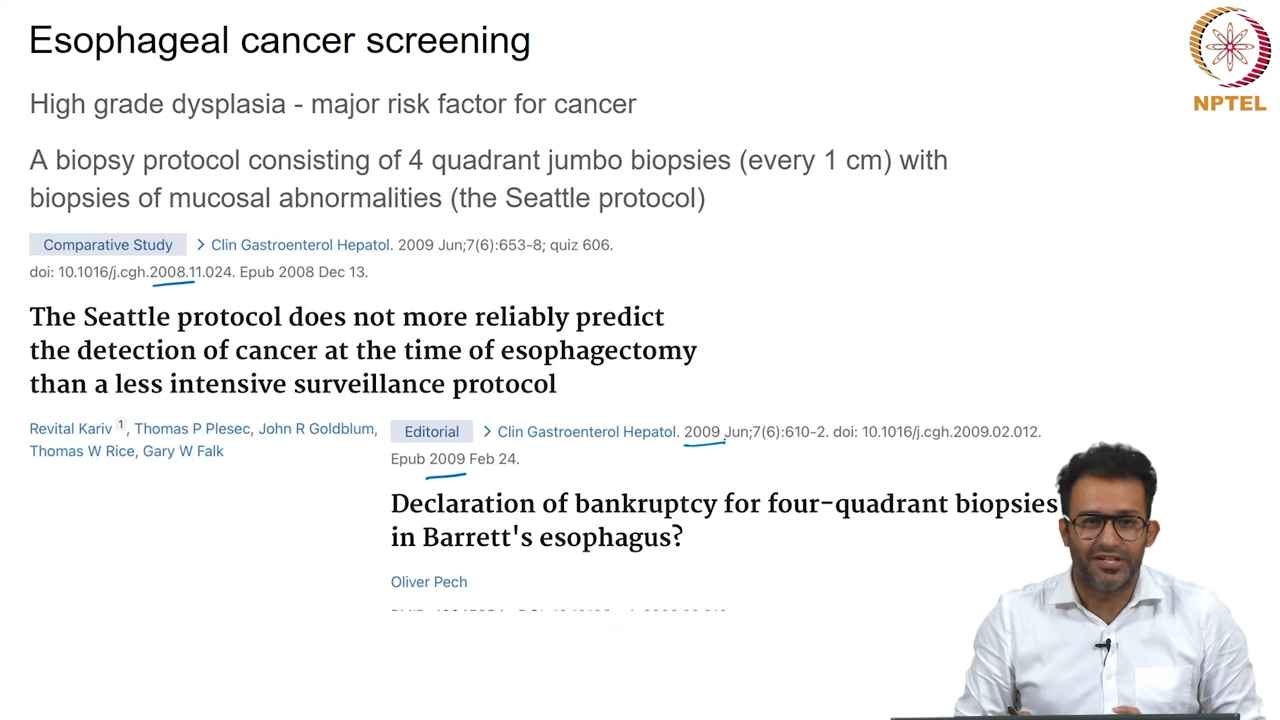 Esophageal cancer screening
NPTEL
High grade dysplasia - major risk factor for cancer
A biopsy protocol consisting of 4 quadrant jumbo biopsies (every 1 cm) with
biopsies of mucosal abnormalities (the Seattle protocol)
Comparative Study > Clin Gastroenterol Hepatol. 2009 Jun;7(6):653-8; quiz 606.
doi: 10.1016/j.cgh.2008.11.024. Epub 2008 Dec 13.
The Seattle protocol does not more reliably predict
the detection of cancer at the time of esophagectomy
than a less intensive surveillance protocol
Revital Kariv 1, Thomas P Plesec, John R Goldblum,
Thomas W Rice, Gary W Falk
Editorial > Clin Gastroenterol Hepatol. 2009 Jun;7(6):610-2. doi: 10.1016/j.cgh.2009.02.012.
Epub 2009 Feb 24.
Declaration of bankruptcy for four-quadrant biopsies
in Barrett's esophagus?
Oliver Pech